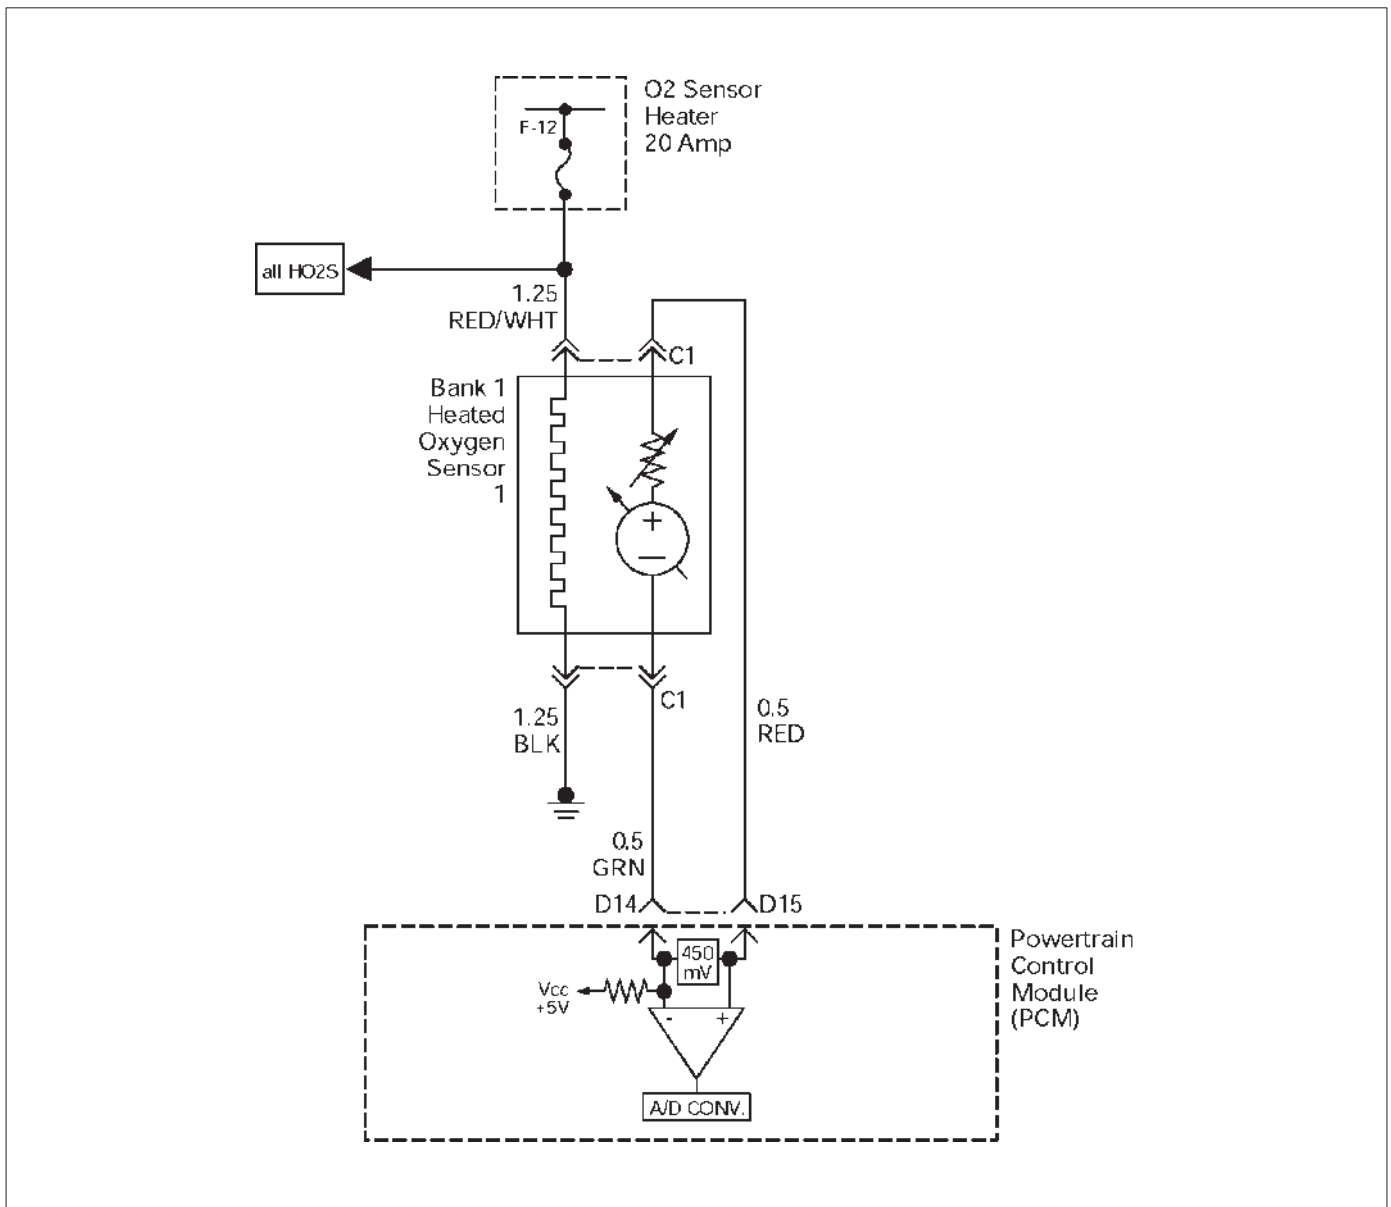 O2 Sensor
Heater
20 Amp
F-12
all HO2S
1.25
RED/WHT
C1
Bank 1
Heated
Oxygen
Sensor
1
+
—
C1
1.25
BLK
0.5
RED
0.5
GRN
D14
D15
Powertrain
Control
Module
(PCM)
450
mV
Vcc
+5V
- +
A/D CONV.